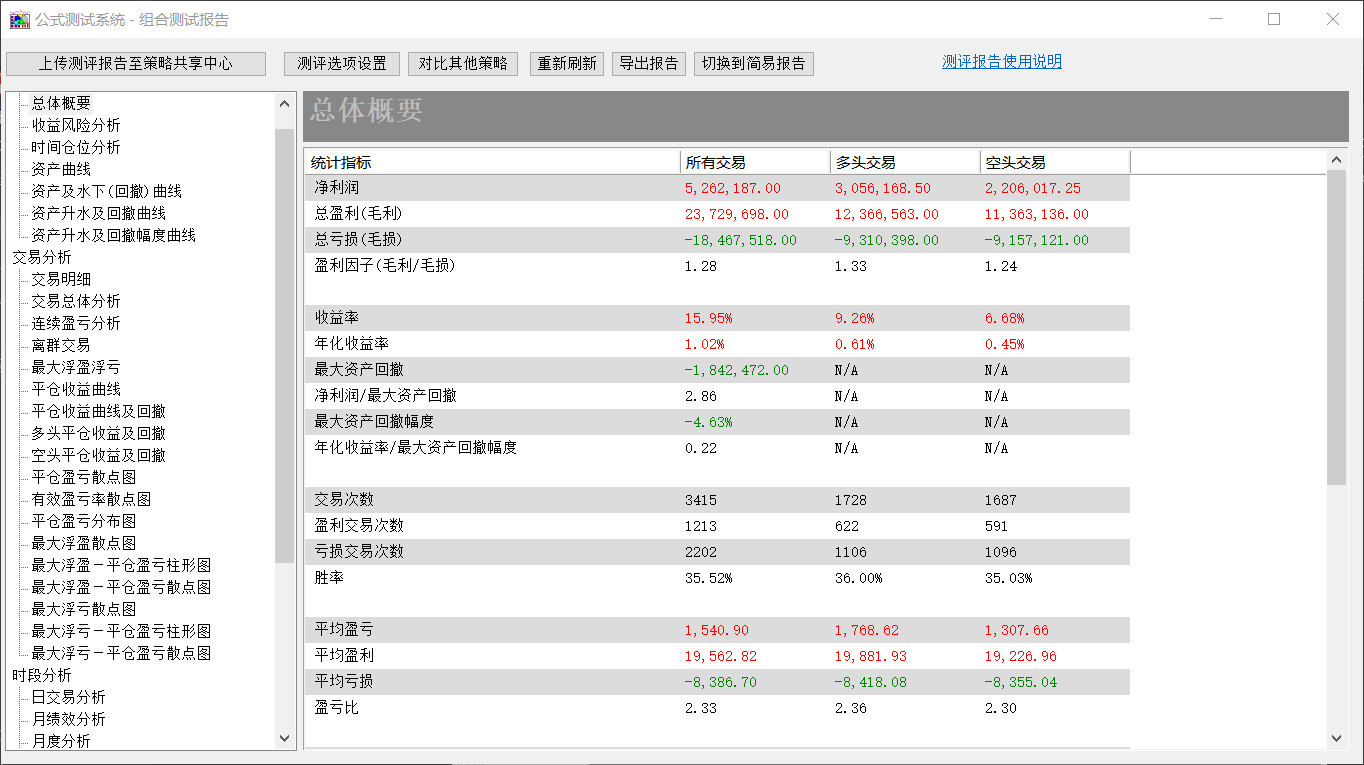 公式测试系统 - 组合测试报告
上传测评报告至策略共享中心 测评选项设置 对比其他策略 重新刷新 导出报告 切换到简易报告 测评报告使用说明
总体概要
收益风险分析
时间仓位分析
资产曲线
资产及水下(回撤)曲线
资产升水及回撤曲线
资产升水及回撤幅度曲线
交易分析
交易明细
交易总体分析
连续盈亏分析
离群交易
最大浮盈浮亏
平仓收益曲线
平仓收益曲线及回撤
多头平仓收益及回撤
空头平仓收益及回撤
平仓盈亏散点图
有效盈亏率散点图
平仓盈亏分布图
最大浮盈散点图
最大浮盈－平仓盈亏柱形图
最大浮盈－平仓盈亏散点图
最大浮亏散点图
最大浮亏－平仓盈亏柱形图
最大浮亏－平仓盈亏散点图
时段分析
日交易分析
月绩效分析
月度分析
总体概要
统计指标 所有交易 多头交易 空头交易
净利润 5,262,187.00 3,056,168.50 2,206,017.25
总盈利(毛利) 23,729,698.00 12,366,563.00 11,363,136.00
总亏损(毛损) -18,467,518.00 -9,310,398.00 -9,157,121.00
盈利因子(毛利/毛损) 1.28 1.33 1.24
收益率 15.95% 9.26% 6.68%
年化收益率 1.02% 0.61% 0.45%
最大资产回撤 -1,842,472.00 N/A N/A
净利润/最大资产回撤 2.86 N/A N/A
最大资产回撤幅度 -4.63% N/A N/A
年化收益率/最大资产回撤幅度 0.22 N/A N/A
交易次数 3415 1728 1687
盈利交易次数 1213 622 591
亏损交易次数 2202 1106 1096
胜率 35.52% 36.00% 35.03%
平均盈亏 1,540.90 1,768.62 1,307.66
平均盈利 19,562.82 19,881.93 19,226.96
平均亏损 -8,386.70 -8,418.08 -8,355.04
盈亏比 2.33 2.36 2.30